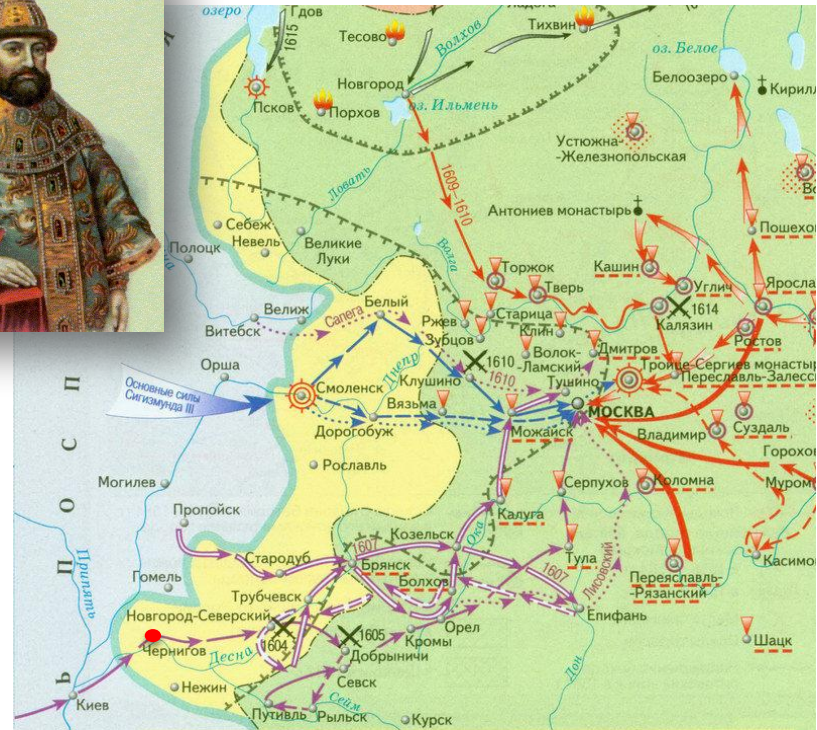 озеро
Гдов
1615
Тесово
Волхов
Ладога
Тихвин
Новгород
оз. Ильмень
Псков
Порхов
оз. Белое
Белоозеро
Кирилл
Устюжна-
-Железнопольская
Ловать
1609–1610
Антониев монастырь
Пошехо
Себеж
Невель
Великие
Луки
Полоцк
Волга
Торжок
Тверь
Кашин
Углич
1614
Калязин
Яросла
Ростов
Велиж
Витебск
Сапега
Белый
Ржев
Зубцов
Старица
Клин
Волок-
-Ламский
Дмитров
Троице-Сергиев монастырь
Переславль-Залесс
Орша
Смоленск
Днепр
Клушино
1610
1610
Тушино
Вязьма
Основные силы
Сигизмунда III
Дорогобуж
Можайск
МОСКВА
Владимир
Суздаль
Горохов
Муром
Рославль
Могилев
Пропойск
Серпухов
Коломна
Калуга
Козельск
Ока
Тула
Лисовский
Переяславль-
-Рязанский
Касимо
Стародуб
1607
Брянск
Болхов
1607
Гомель
Трубчевск
Припять
Новгород-Северский
1604
1605
Епифань
Орел
Кромы
Чернигов
Десна
Добрыничи
Шацк
Дон
Севск
Нежин
Сейм
Киев
Путивль
Рыльск
Курск
П
С
О
П
Ь